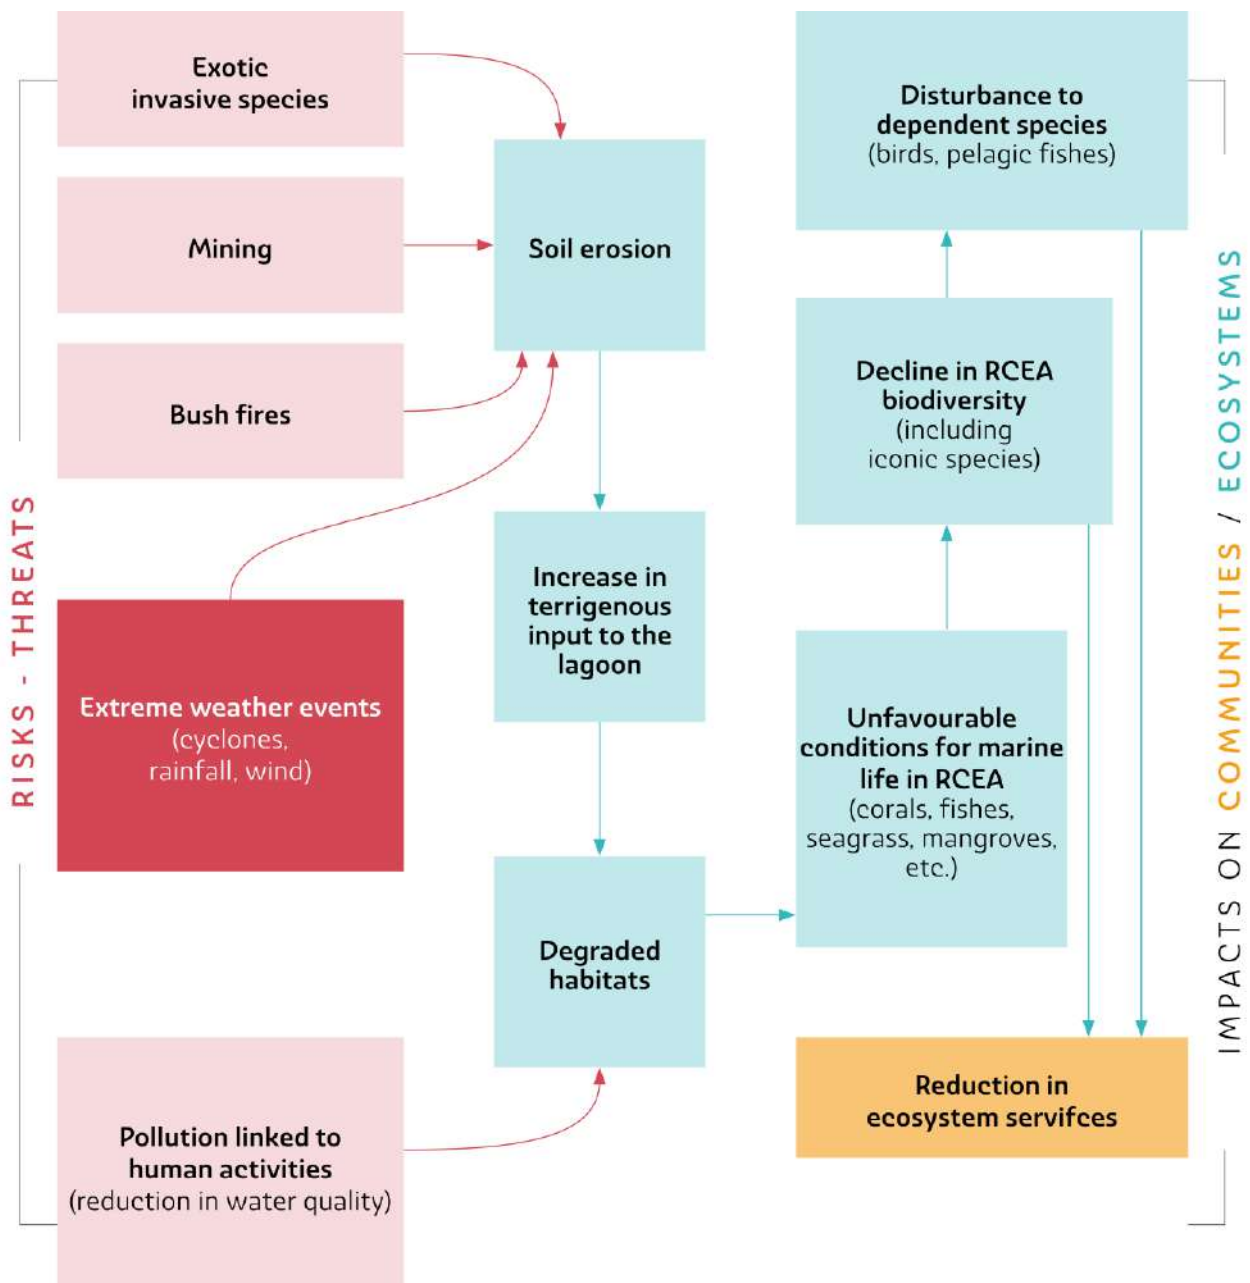 Exotic
invasive species
Mining
Bush fires
Extreme weather events
(cyclones,
rainfall, wind)
Pollution linked to
human activities
(reduction in water quality)
RISKS - THREATS
Soil erosion
Increase in
terrigenous
input to the
lagoon
Degraded
habitats
Disturbance to
dependent species
(birds, pelagic fishes)
Decline in RCEA
biodiversity
(including
iconic species)
Unfavourable
conditions for marine
life in RCEA
(corals, fishes,
seagrass, mangroves,
etc.)
Reduction in
ecosystem servifces
IMPACTS ON COMMUNITIES / ECOSYSTEMS